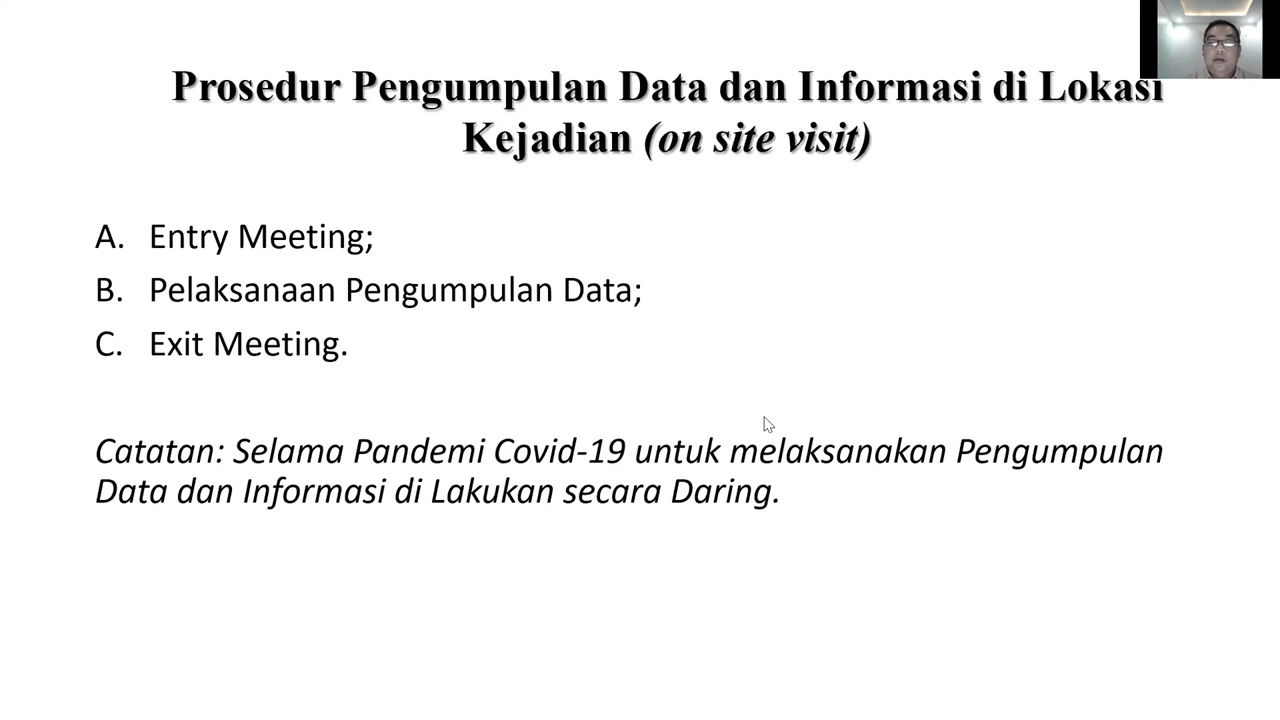 Prosedur Pengumpulan Data dan Informasi di Lokasi
Kejadian (on site visit)
A. Entry Meeting;
B. Pelaksanaan Pengumpulan Data;
C. Exit Meeting.
Catatan: Selama Pandemi Covid-19 untuk melaksanakan Pengumpulan
Data dan Informasi di Lakukan secara Daring.